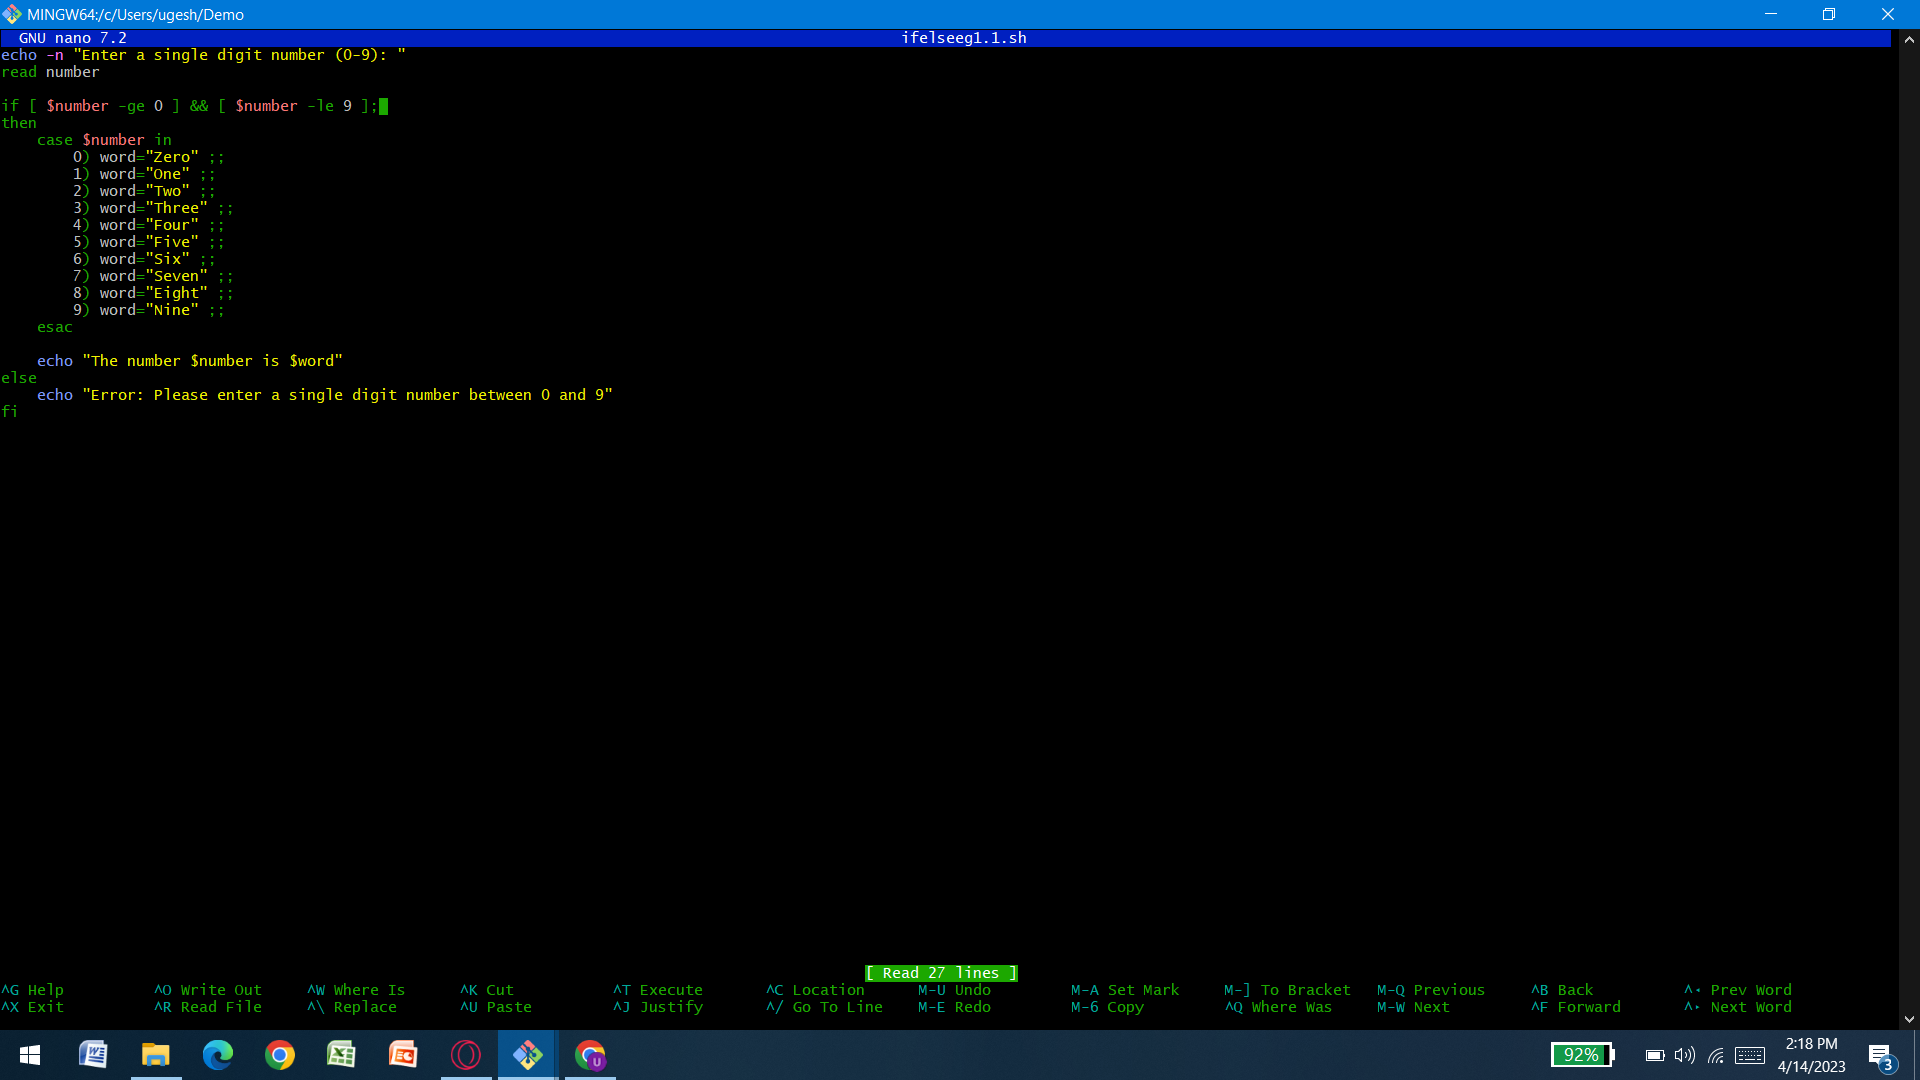 MINGW64:/c/Users/ugesh/Demo
GNU nano 7.2 ifelseeg1.1.sh
echo -n "Enter a single digit number (0-9): "
read number
if [ $number -ge 0 ] && [ $number -le 9 ];
then
    case $number in
        0) word="Zero" ;;
        1) word="One" ;;
        2) word="Two" ;;
        3) word="Three" ;;
        4) word="Four" ;;
        5) word="Five" ;;
        6) word="Six" ;;
        7) word="Seven" ;;
        8) word="Eight" ;;
        9) word="Nine" ;;
    esac
    echo "The number $number is $word"
else
    echo "Error: Please enter a single digit number between 0 and 9"
fi
[ Read 27 lines ]
^G Help ^O Write Out ^W Where Is ^K Cut ^T Execute ^C Location M-U Undo M-A Set Mark M-] To Bracket M-Q Previous ^B Back ^◂ Prev Word
^X Exit ^R Read File ^\ Replace ^U Paste ^J Justify ^/ Go To Line M-E Redo M-6 Copy ^Q Where Was M-W Next ^F Forward ^▸ Next Word
92%
2:18 PM
4/14/2023
3
U